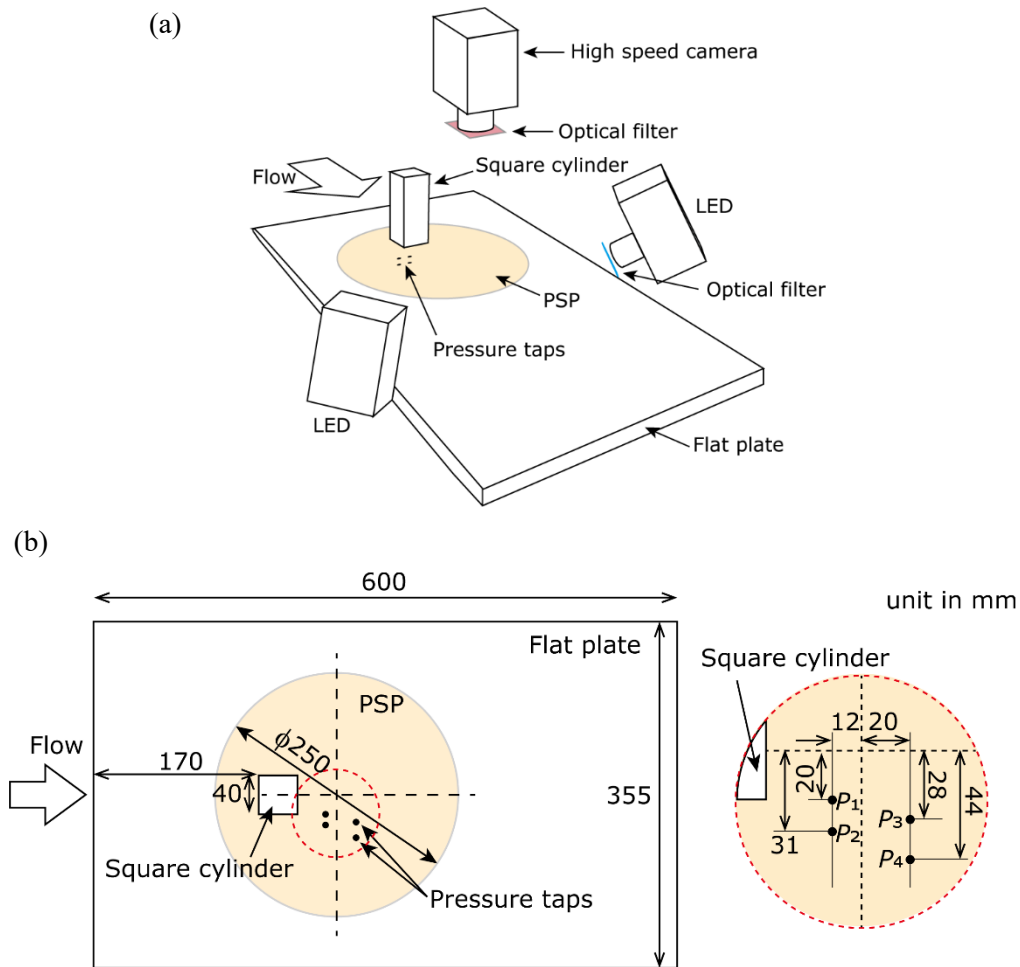 (a)
High speed camera
Optical filter
Square cylinder
Flow
LED
Optical filter
PSP
Pressure taps
LED
Flat plate
(b)
600
unit in mm
Flat plate
Square cylinder
PSP
Flow
ϕ250
12 20
170
40
355
20
28
44
P1
P3
P2
31
P4
Square cylinder
Pressure taps